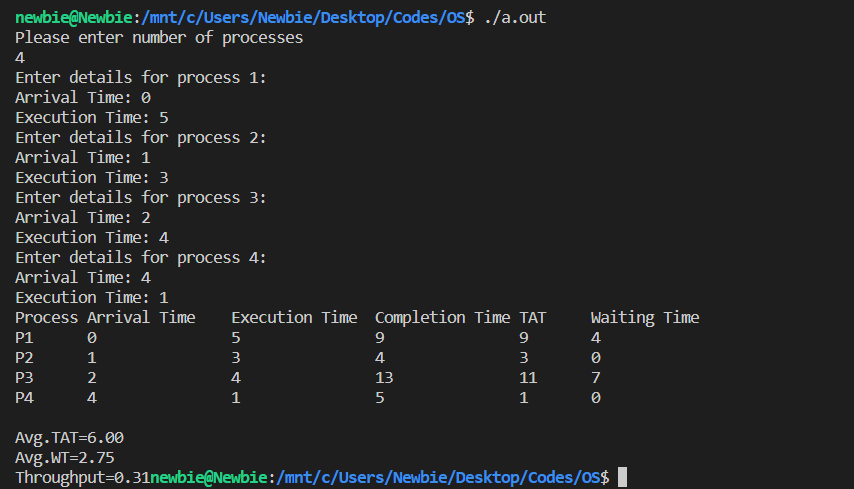 newbie@Newbie:/mnt/c/Users/Newbie/Desktop/Codes/OS$ ./a.out
Please enter number of processes
4
Enter details for process 1:
Arrival Time: 0
Execution Time: 5
Enter details for process 2:
Arrival Time: 1
Execution Time: 3
Enter details for process 3:
Arrival Time: 2
Execution Time: 4
Enter details for process 4:
Arrival Time: 4
Execution Time: 1
Process Arrival Time    Execution Time  Completion Time TAT     Waiting Time
P1      0               5               9               9       4
P2      1               3               4               3       0
P3      2               4               13              11      7
P4      4               1               5               1       0

Avg.TAT=6.00
Avg.WT=2.75
Throughput=0.31newbie@Newbie:/mnt/c/Users/Newbie/Desktop/Codes/OS$